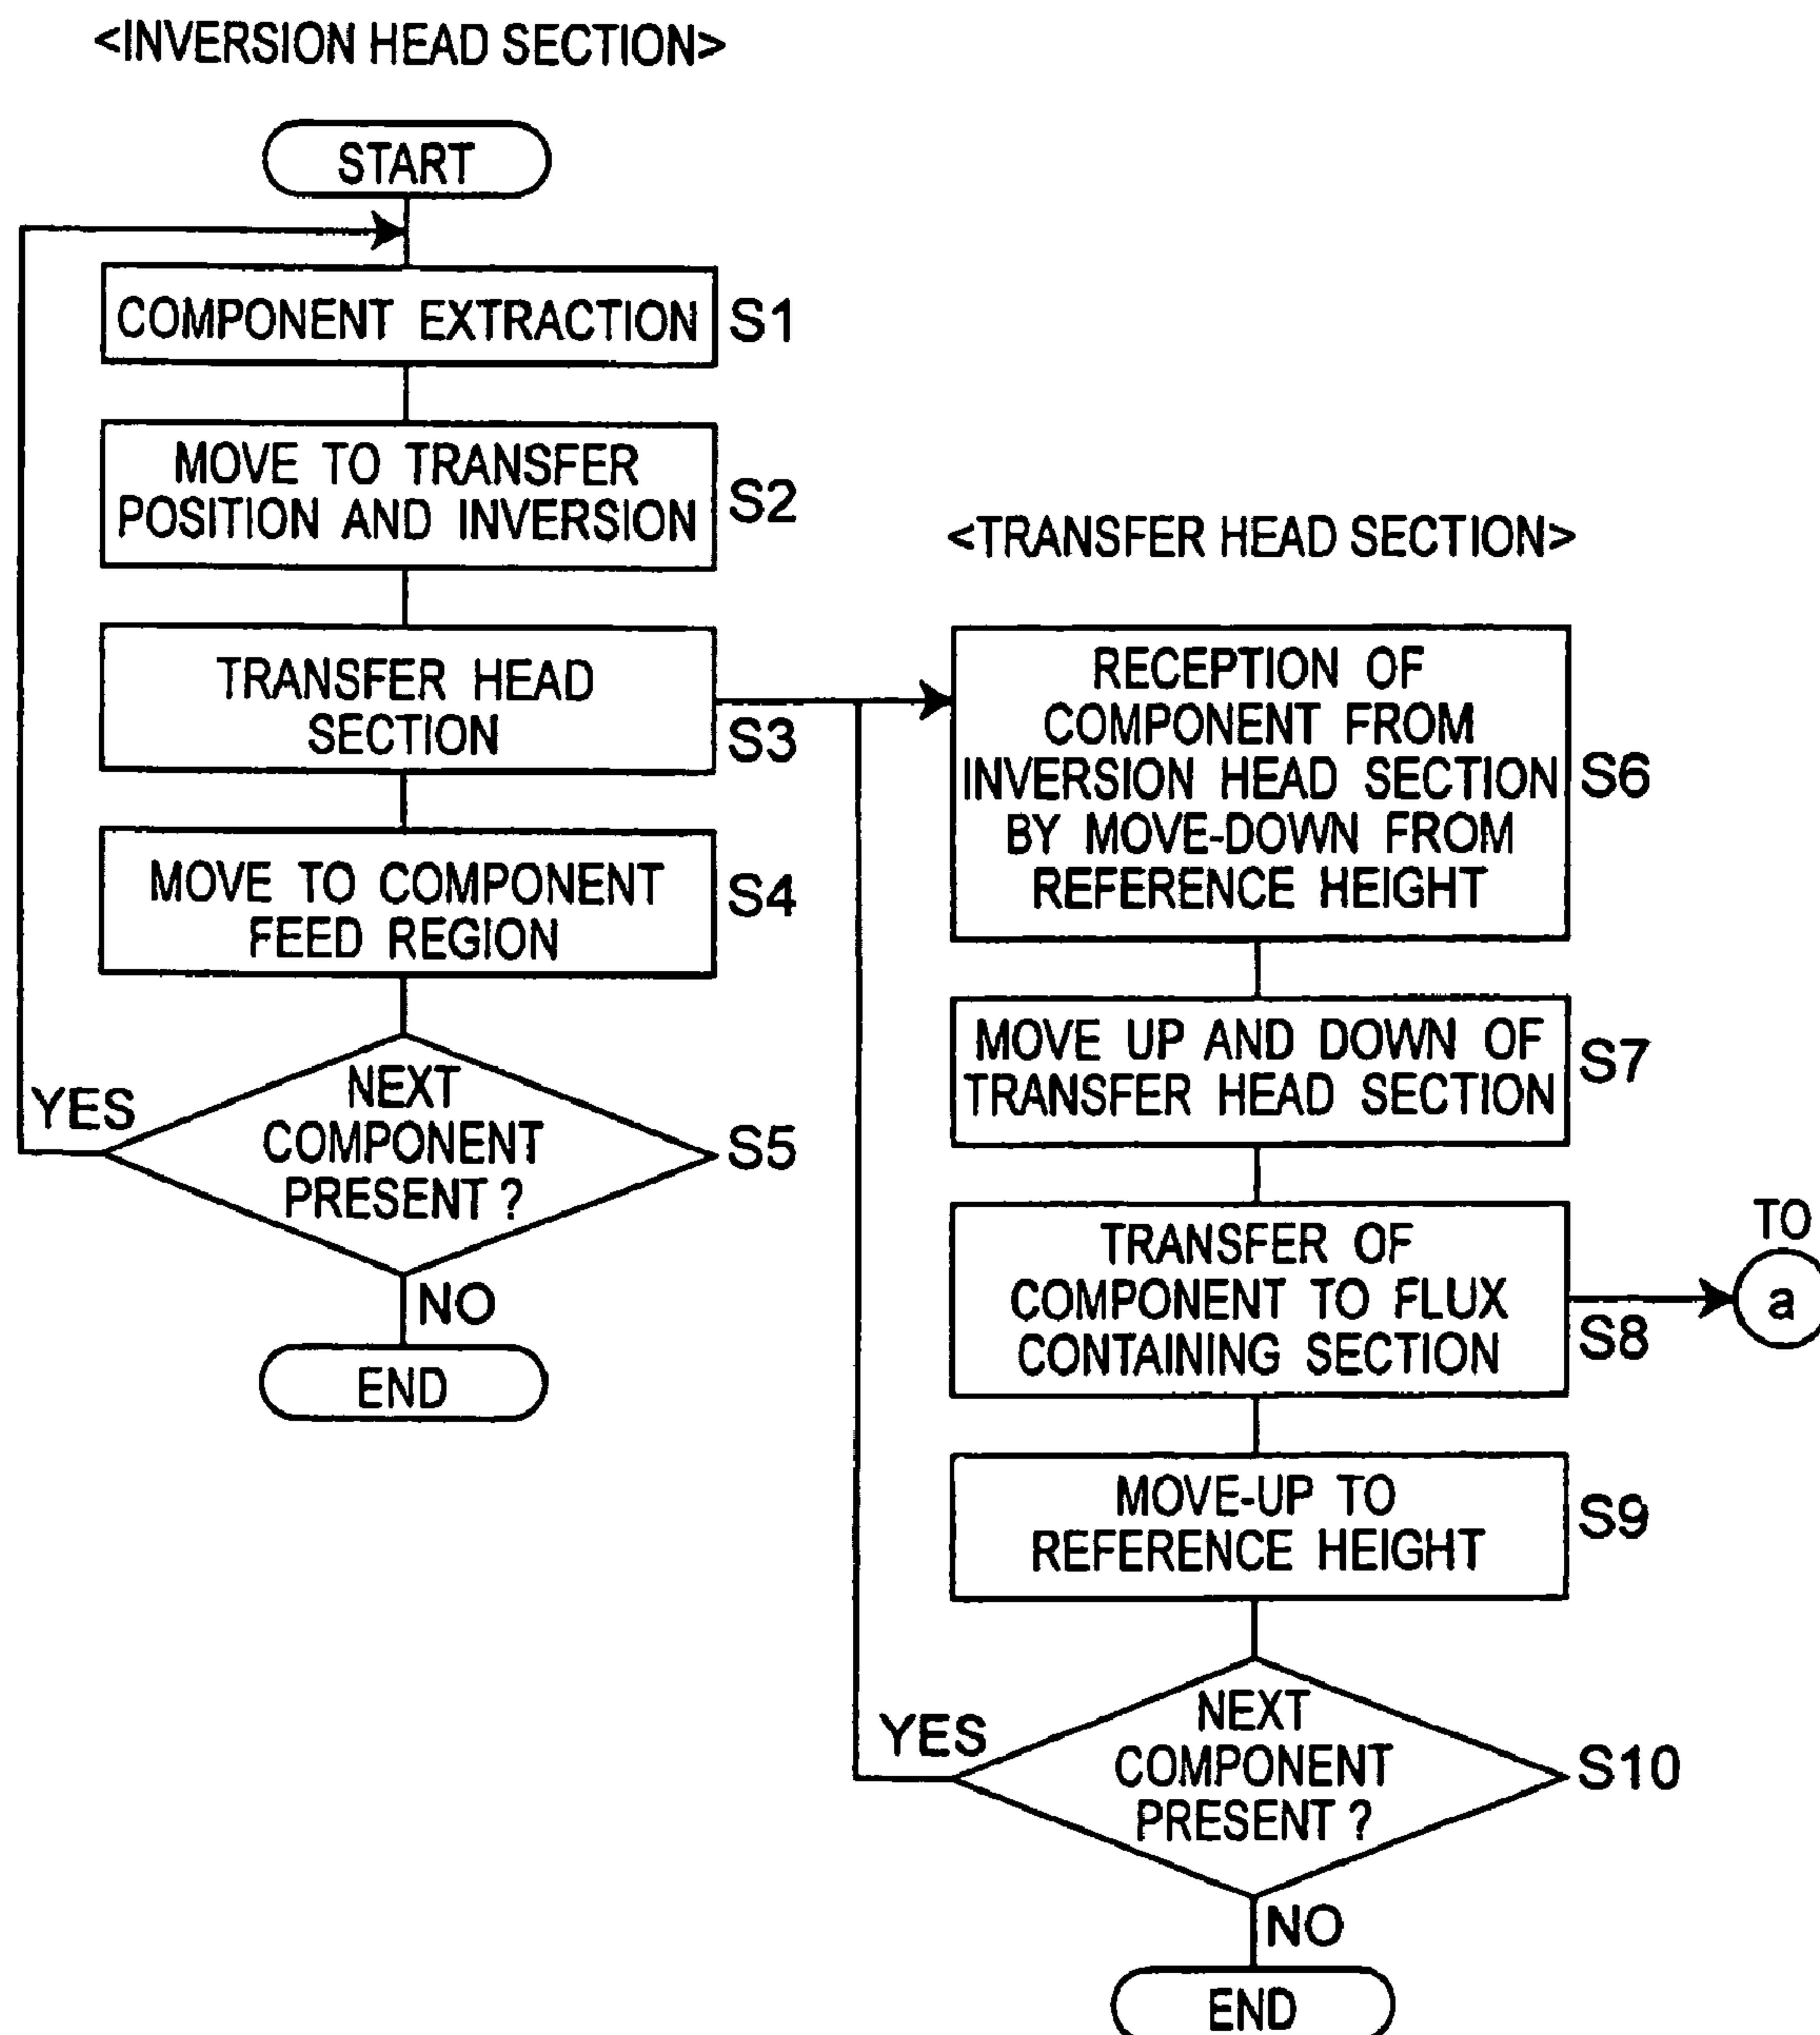 <INVERSION HEAD SECTION>
START
COMPONENT EXTRACTION
S1
MOVE TO TRANSFER
POSITION AND INVERSION
S2
TRANSFER HEAD
SECTION
S3
MOVE TO COMPONENT
FEED REGION
S4
NEXT
COMPONENT
PRESENT ?
S5
YES
NO
END
<TRANSFER HEAD SECTION>
RECEPTION OF
COMPONENT FROM
INVERSION HEAD SECTION
BY MOVE-DOWN FROM
REFERENCE HEIGHT
S6
MOVE UP AND DOWN OF
TRANSFER HEAD SECTION
S7
TRANSFER OF
COMPONENT TO FLUX
CONTAINING SECTION
S8
TO
a
MOVE-UP TO
REFERENCE HEIGHT
S9
NEXT
COMPONENT
PRESENT ?
S10
YES
NO
END